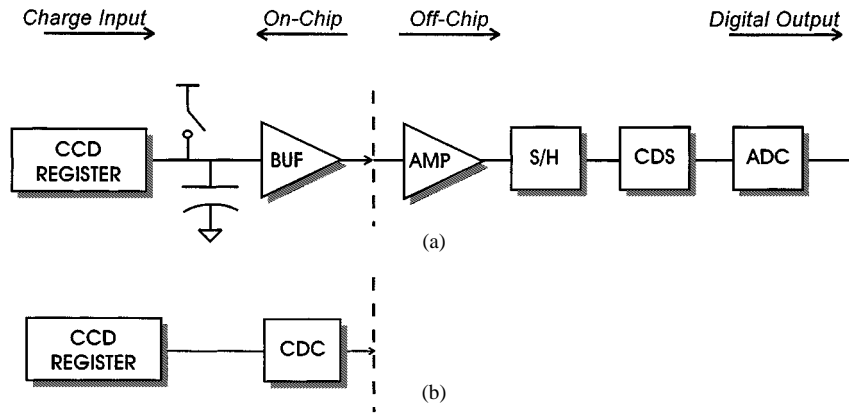 Charge Input
On-Chip
Off-Chip
Digital Output
CCD
REGISTER
BUF
AMP
S/H
CDS
ADC
(a)
CCD
REGISTER
CDC
(b)